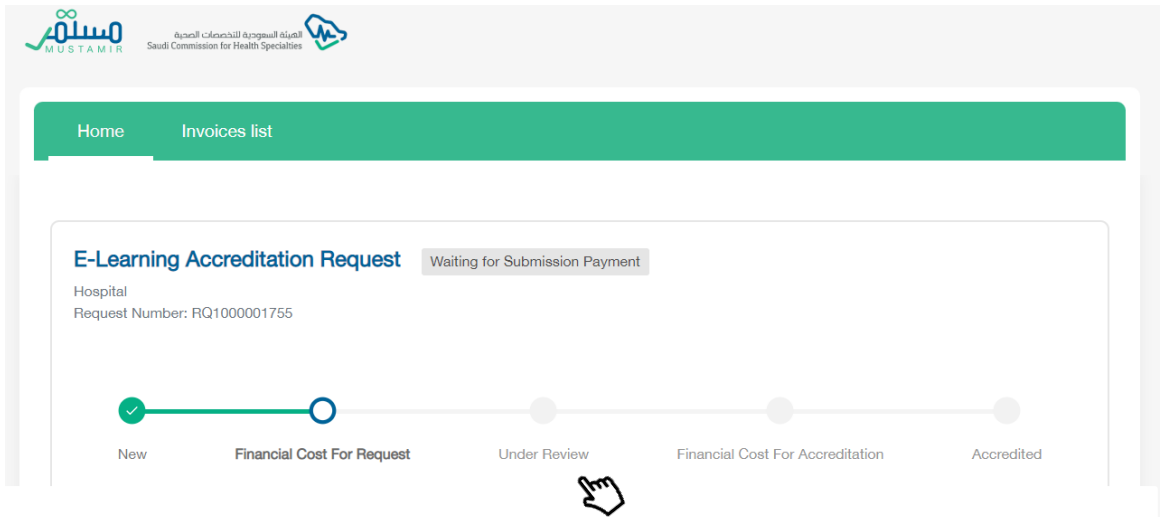 مستمر
MUSTAMIR
الهيئة السعودية للتخصصات الصحية
Saudi Commission for Health Specialties
Home
Invoices list
E-Learning Accreditation Request
Waiting for Submission Payment
Hospital
Request Number: RQ1000001755
New
Financial Cost For Request
Under Review
Financial Cost For Accreditation
Accredited